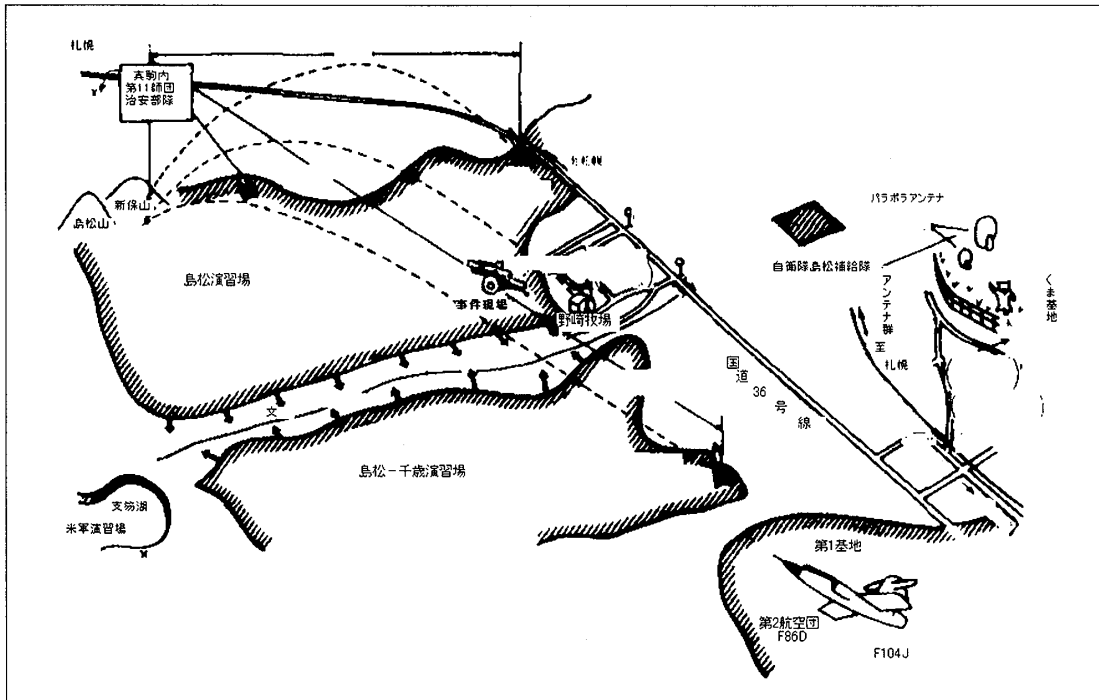 札幌
真駒内
第11師団
治安部隊
新保山
島松山
島松演習場
事件現場
野崎牧場
パラボラアンテナ
自衛隊島松補給隊
アンテナ群
至
札幌
くま基地
国道36号線
文
島松-千歳演習場
支笏湖
米軍演習場
第1基地
第2航空団
F86D
F104J